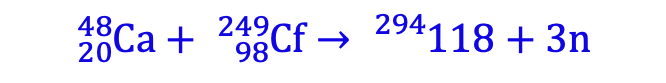 ⁴⁸₂₀Ca + ²⁴⁹₉₈Cf → ²⁹⁴118 + 3n